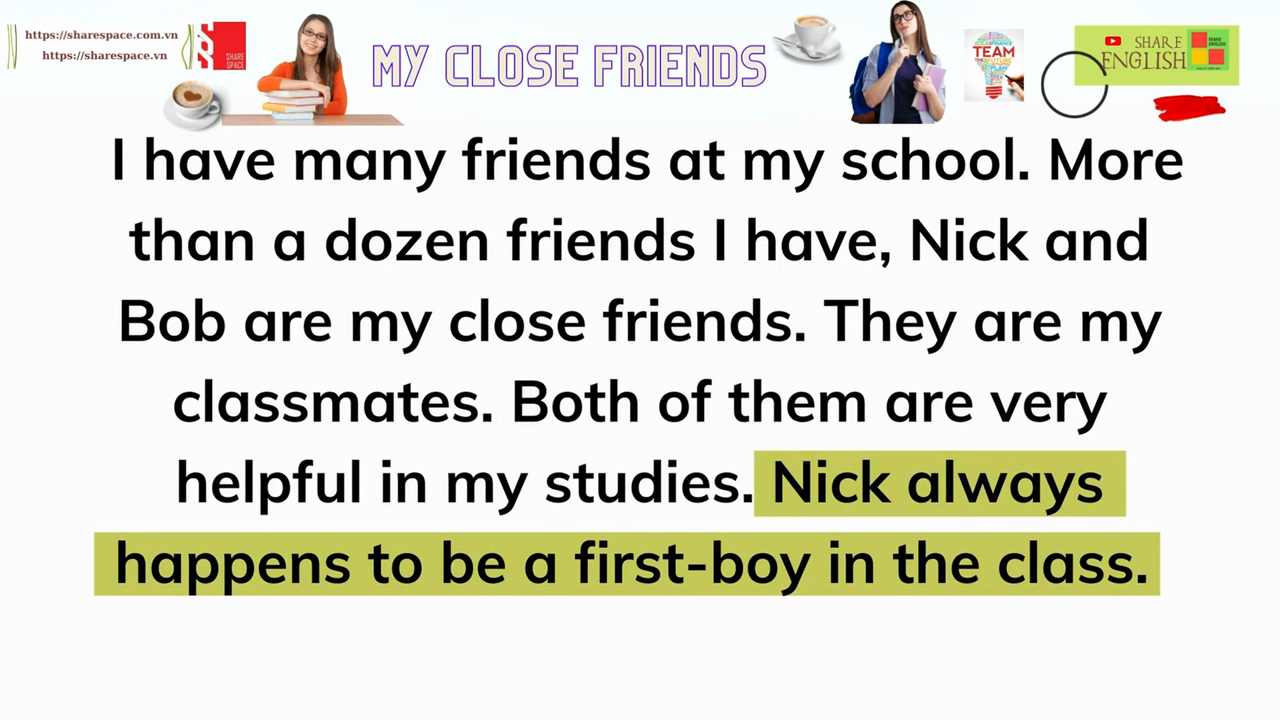 https://sharespace.com.vn
https://sharespace.vn
SHARE
SPACE
MY CLOSE FRIENDS
TEAM
PLAN
SHARE
ENGLISH
I have many friends at my school. More
than a dozen friends I have, Nick and
Bob are my close friends. They are my
classmates. Both of them are very
helpful in my studies. Nick always
happens to be a first-boy in the class.